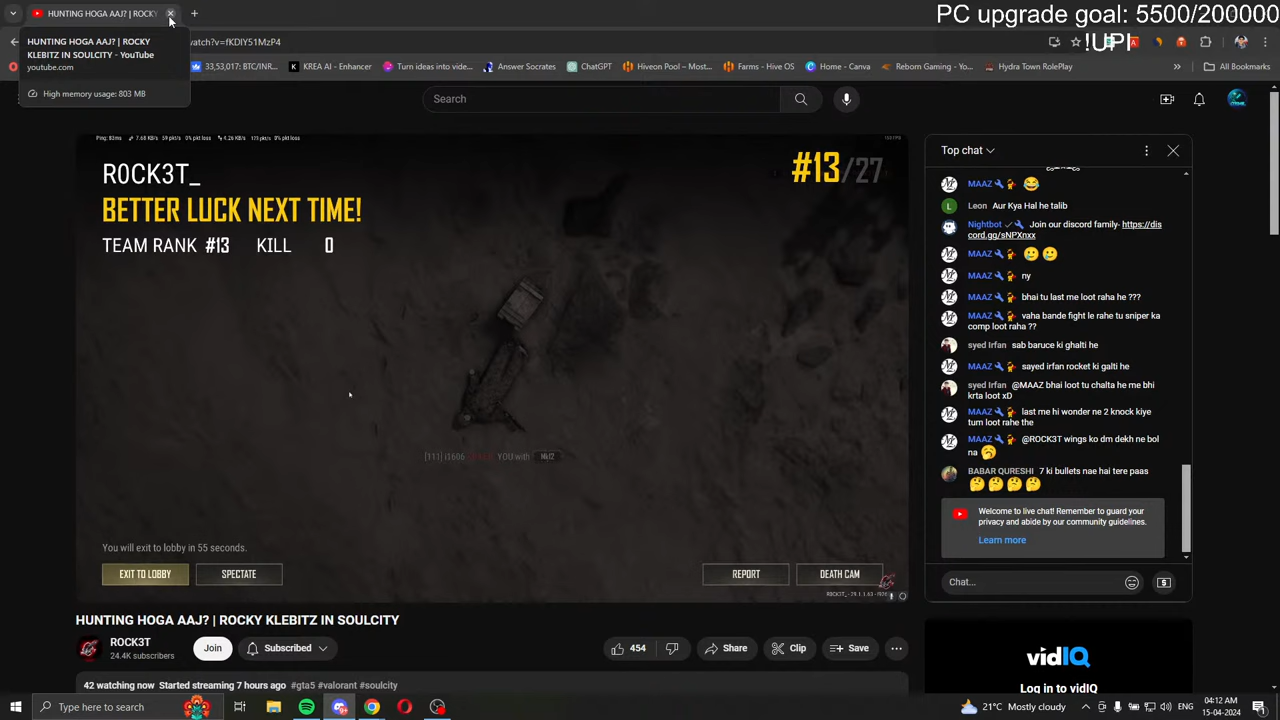 HUNTING HOGA AAJ? | ROCKY
PC upgrade goal: 5500/200000
!UP!
HUNTING HOGA AAJ? | ROCKY
KLEBITZ IN SOULCITY - YouTube
youtube.com
High memory usage: 803 MB
watch?v=fKDIY51MzP4
33,53,017: BTC/INR...
KREA AI - Enhancer
Turn ideas into vide...
Answer Socrates
ChatGPT
Hiveon Pool – Most...
Farms · Hive OS
Home - Canva
Reborn Gaming - Yo...
Hydra Town RolePlay
»
All Bookmarks
Search
R0CK3T_
BETTER LUCK NEXT TIME!
TEAM RANK #13 KILL 0
#13/27
YOU with
You will exit to lobby in 55 seconds.
EXIT TO LOBBY
SPECTATE
REPORT
DEATH CAM
Top chat
MAAZ 😂
L Leon Aur Kya Hal he talib
Nightbot Join our discord family- https://dis
cord.gg/sNPXnxx
MAAZ 🥲 🥲
MAAZ ny
MAAZ bhai tu last me loot raha he ???
MAAZ vaha bande fight le rahe tu sniper ka
comp loot raha ??
syed Irfan sab baruce ki ghalti he
MAAZ sayed irfan rocket ki galti he
syed Irfan @MAAZ bhai loot tu chalta he me bhi
krta loot xD
MAAZ last me hi wonder ne 2 knock kiye
tum loot rahe the
MAAZ @ROCK3T wings ko dm dekh ne bol
na
BABAR QURESHI 7 ki bullets nae hai tere paas
🤔 🤔 🤔 🤔
Welcome to live chat! Remember to guard your
privacy and abide by our community guidelines.
Learn more
Chat...
HUNTING HOGA AAJ? | ROCKY KLEBITZ IN SOULCITY
ROCK3T
24.4K subscribers
Join
Subscribed
454
Share
Clip
Save
42 watching now Started streaming 7 hours ago #gta5 #valorant #soulcity
vidIQ
Log in to vidIQ
Type here to search
21°C Mostly cloudy
ENG
04:12 AM
15-04-2024